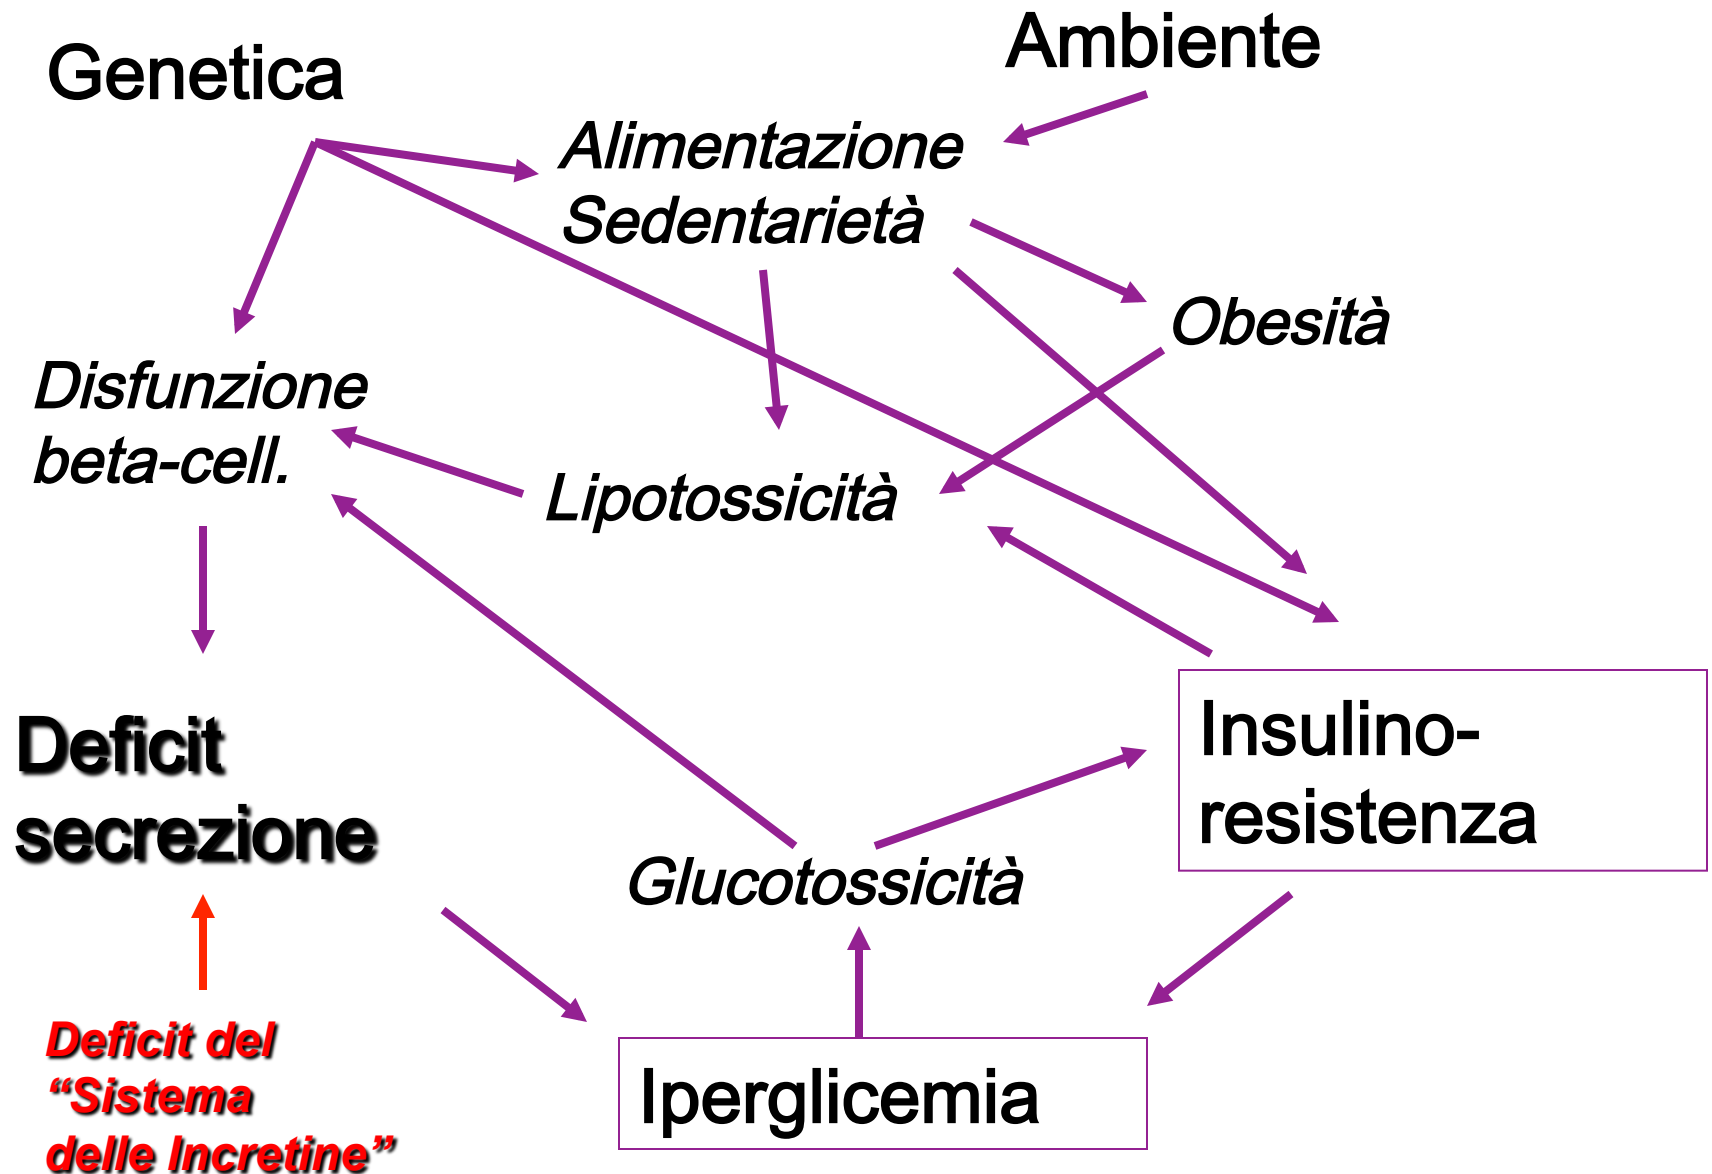 Genetica
Ambiente
Alimentazione
Sedentarietà
Obesità
Disfunzione
beta-cell.
Lipotossicità
Deficit
secrezione
Insulino-
resistenza
Glucotossicità
Deficit del
“Sistema
delle Incretine”
Iperglicemia